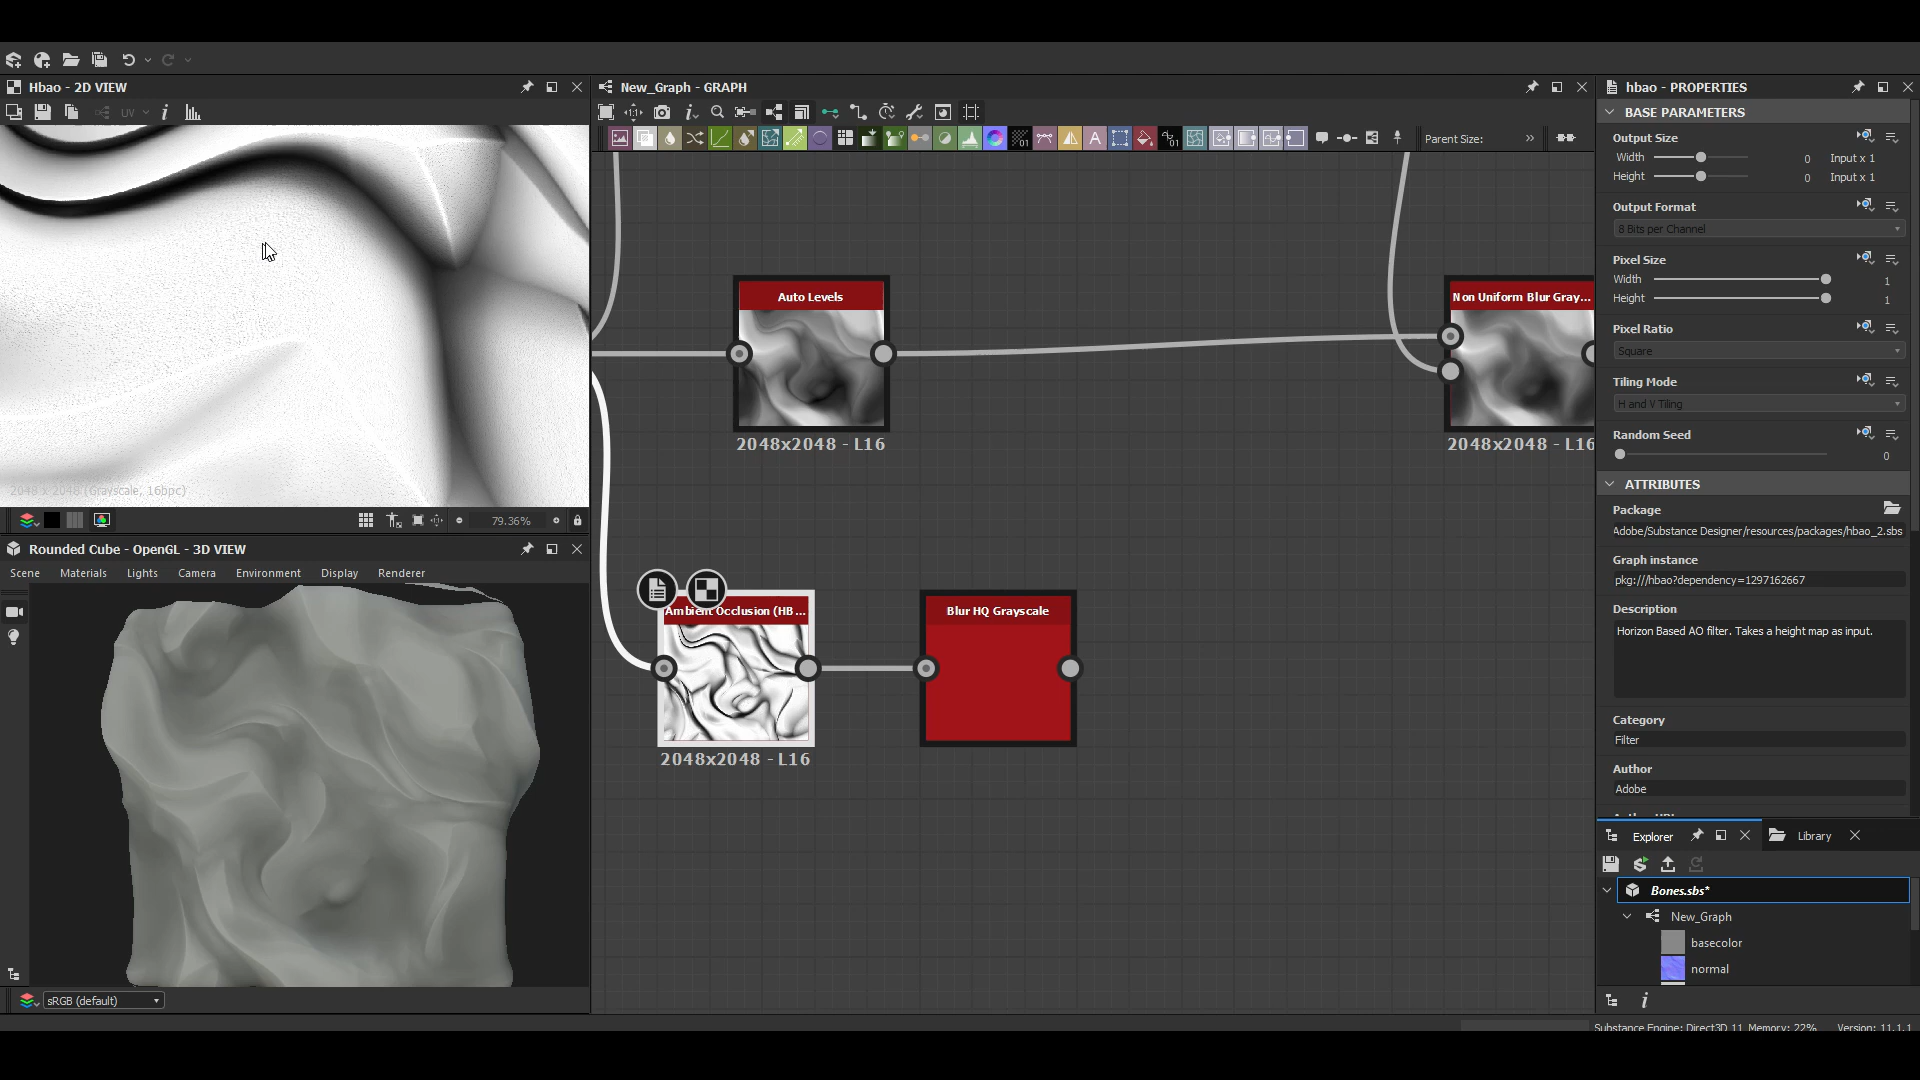 Hbao - 2D VIEW
UV
2048 x 2048 (Grayscale, 16bpc)
79.36%
Rounded Cube - OpenGL - 3D VIEW
Scene
Materials
Lights
Camera
Environment
Display
Renderer
sRGB (default)
New_Graph - GRAPH
Parent Size:
Auto Levels
2048x2048 - L16
Non Uniform Blur Gray...
2048x2048 - L16
Ambient Occlusion (HB...
2048x2048 - L16
Blur HQ Grayscale
hbao - PROPERTIES
BASE PARAMETERS
Output Size
Width 0 Input x 1
Height 0 Input x 1
Output Format
8 Bits per Channel
Pixel Size
Width 1
Height 1
Pixel Ratio
Square
Tiling Mode
H and V Tiling
Random Seed
0
ATTRIBUTES
Package
Adobe/Substance Designer/resources/packages/hbao_2.sbs
Graph instance
pkg:///hbao?dependency=1297162667
Description
Horizon Based AO filter. Takes a height map as input.
Category
Filter
Author
Adobe
Explorer
Library
Bones.sbs*
New_Graph
basecolor
normal
Substance Engine: Direct3D 11 Memory: 22% Version: 11.1.1